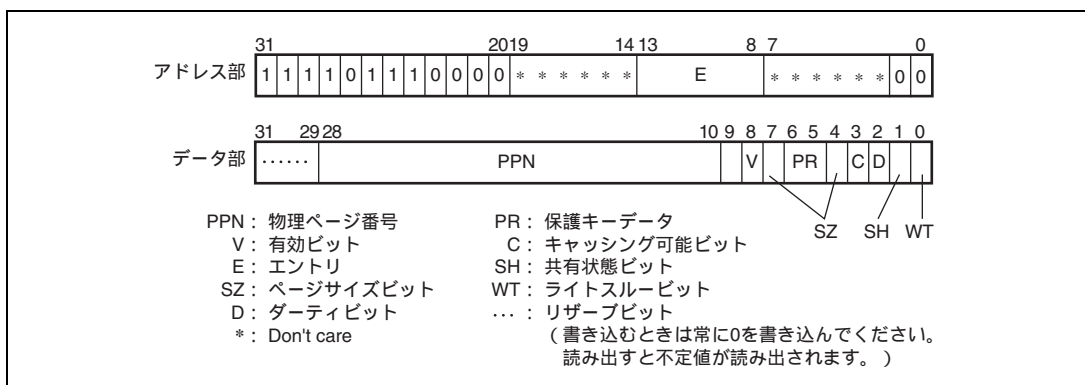 31 2019 14 13 8 7 0
アドレス部 1 1 1 1 0 1 1 1 0 0 0 0 * * * * * * E * * * * * * 0 0
31 29 28 10 9 8 7 6 5 4 3 2 1 0
データ部 ‥‥‥ PPN V PR C D
SZ SH WT
PPN : 物理ページ番号 PR : 保護キーデータ
V : 有効ビット C : キャッシング可能ビット
E : エントリ SH : 共有状態ビット
SZ : ページサイズビット WT : ライトスルービット
D : ダーティビット … : リザーブビット
* : Don't care （書き込むときは常に0を書き込んでください。
読み出すと不定値が読み出されます。）